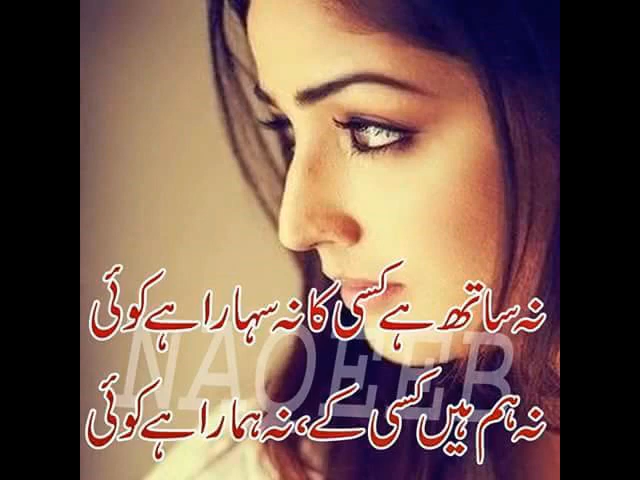 نہ ساتھ ہے کسی کا نہ سہارا ہے کوئی
NAQEEB
نہ ہم ہیں کسی کے، نہ ہمارا ہے کوئی